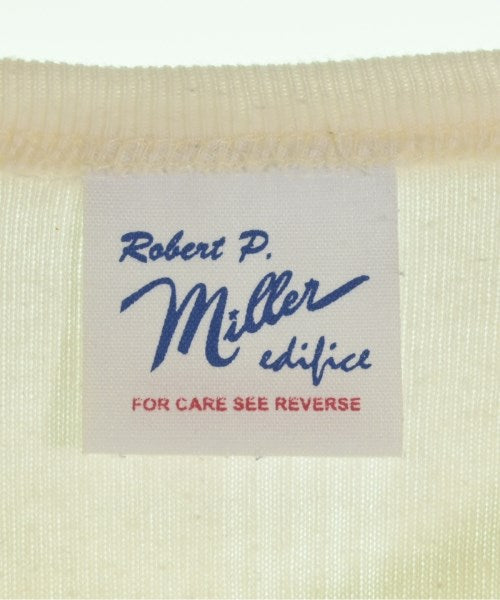 Robert P.
Miller
edifice
FOR CARE SEE REVERSE